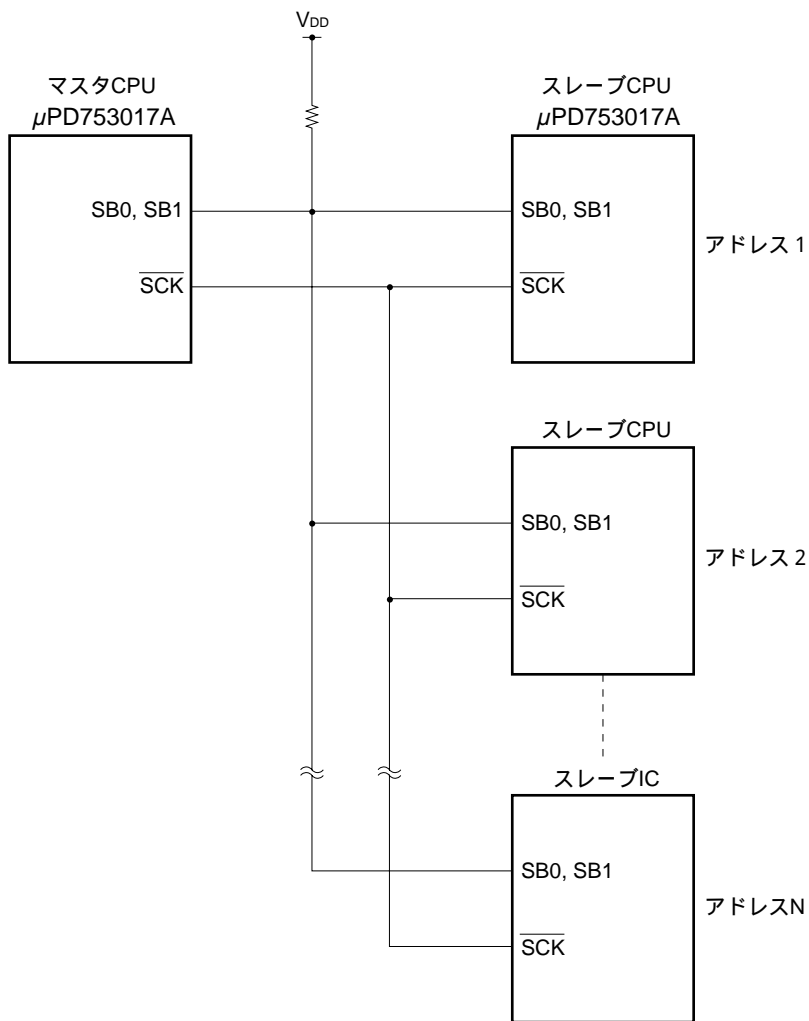 VDD
マスタCPU
μPD753017A
SB0, SB1
SCK
スレーブCPU
μPD753017A
SB0, SB1
SCK
アドレス 1
スレーブCPU
SB0, SB1
SCK
アドレス 2
スレーブIC
SB0, SB1
SCK
アドレスN